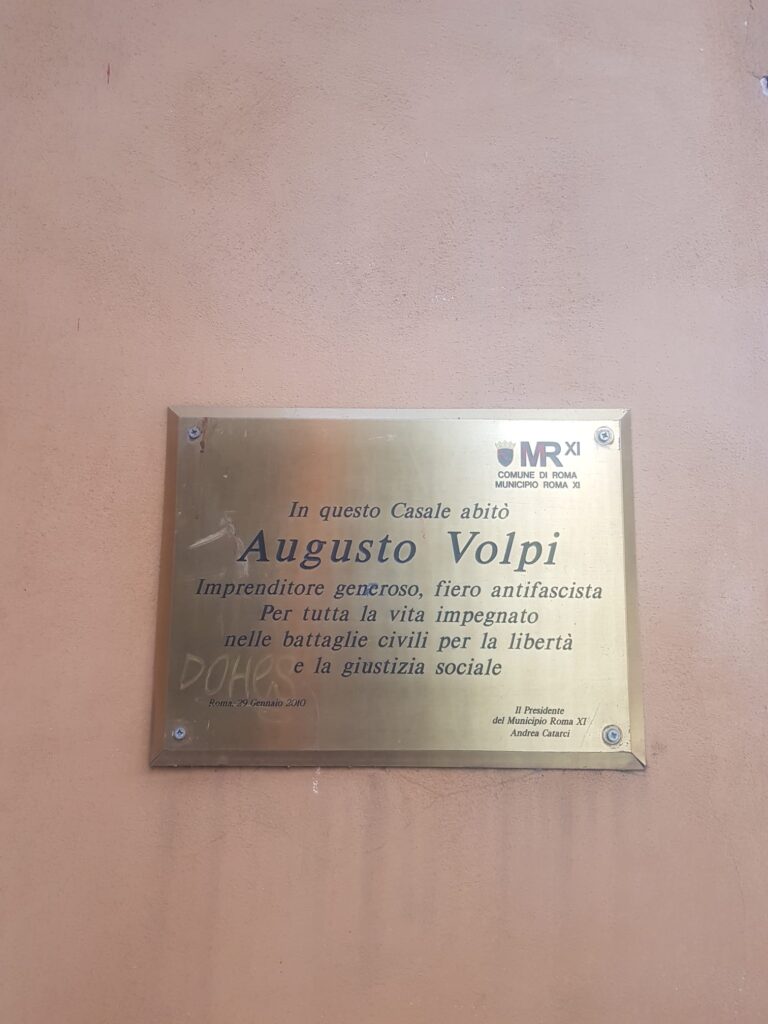 MR XI
COMUNE DI ROMA
MUNICIPIO ROMA XI
In questo Casale abitò
Augusto Volpi
Imprenditore generoso, fiero antifascista
Per tutta la vita impegnato
nelle battaglie civili per la libertà
e la giustizia sociale
Roma, 29 Gennaio 2010
Il Presidente
del Municipio Roma XI
Andrea Catarci